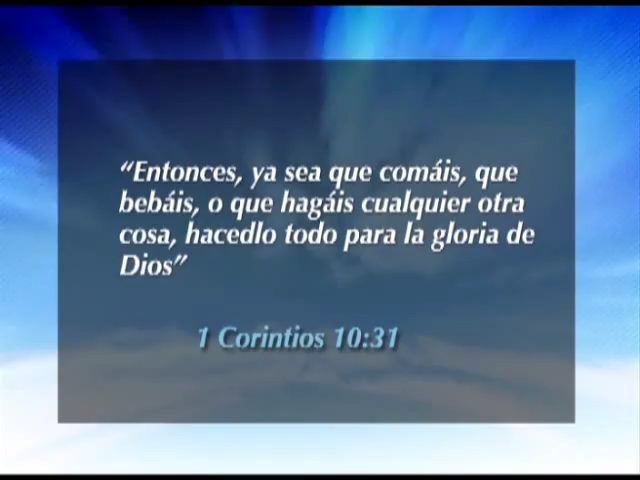 “Entonces, ya sea que comáis, que
bebáis, o que hagáis cualquier otra
cosa, hacedlo todo para la gloria de
Dios”
1 Corintios 10:31